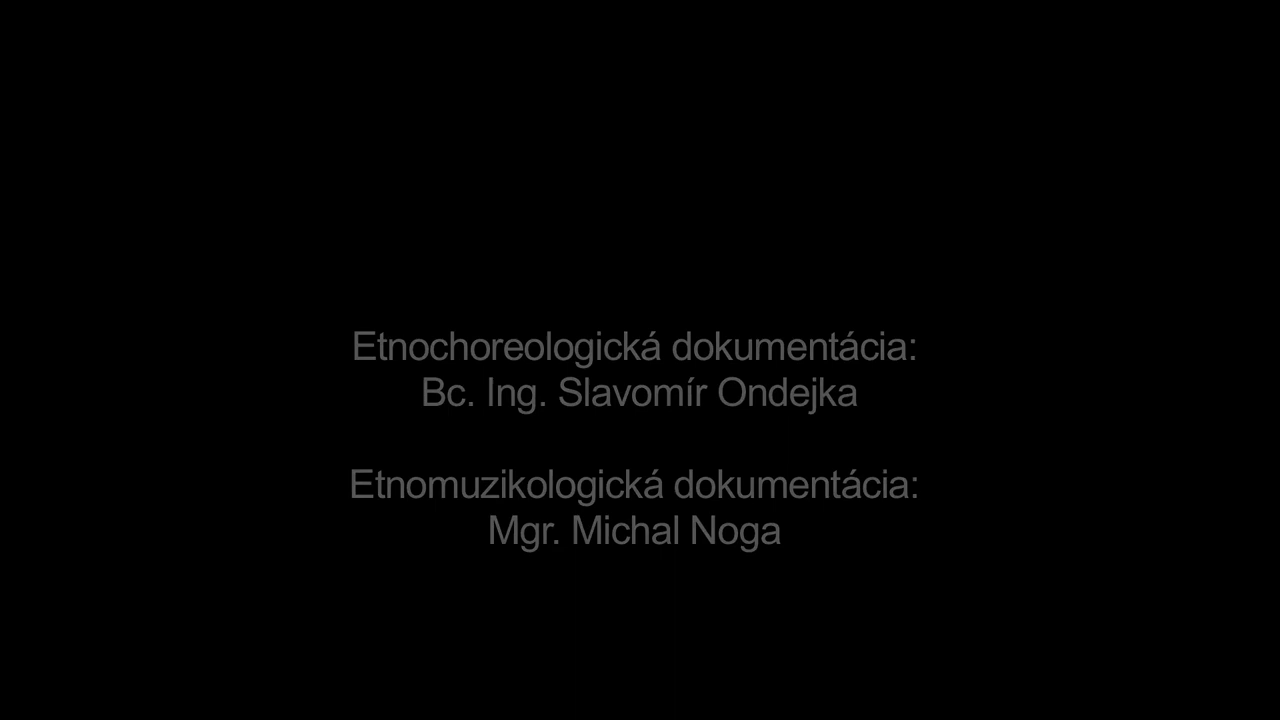 Etnochoreologická dokumentácia:
Bc. Ing. Slavomír Ondejka
Etnomuzikologická dokumentácia:
Mgr. Michal Noga